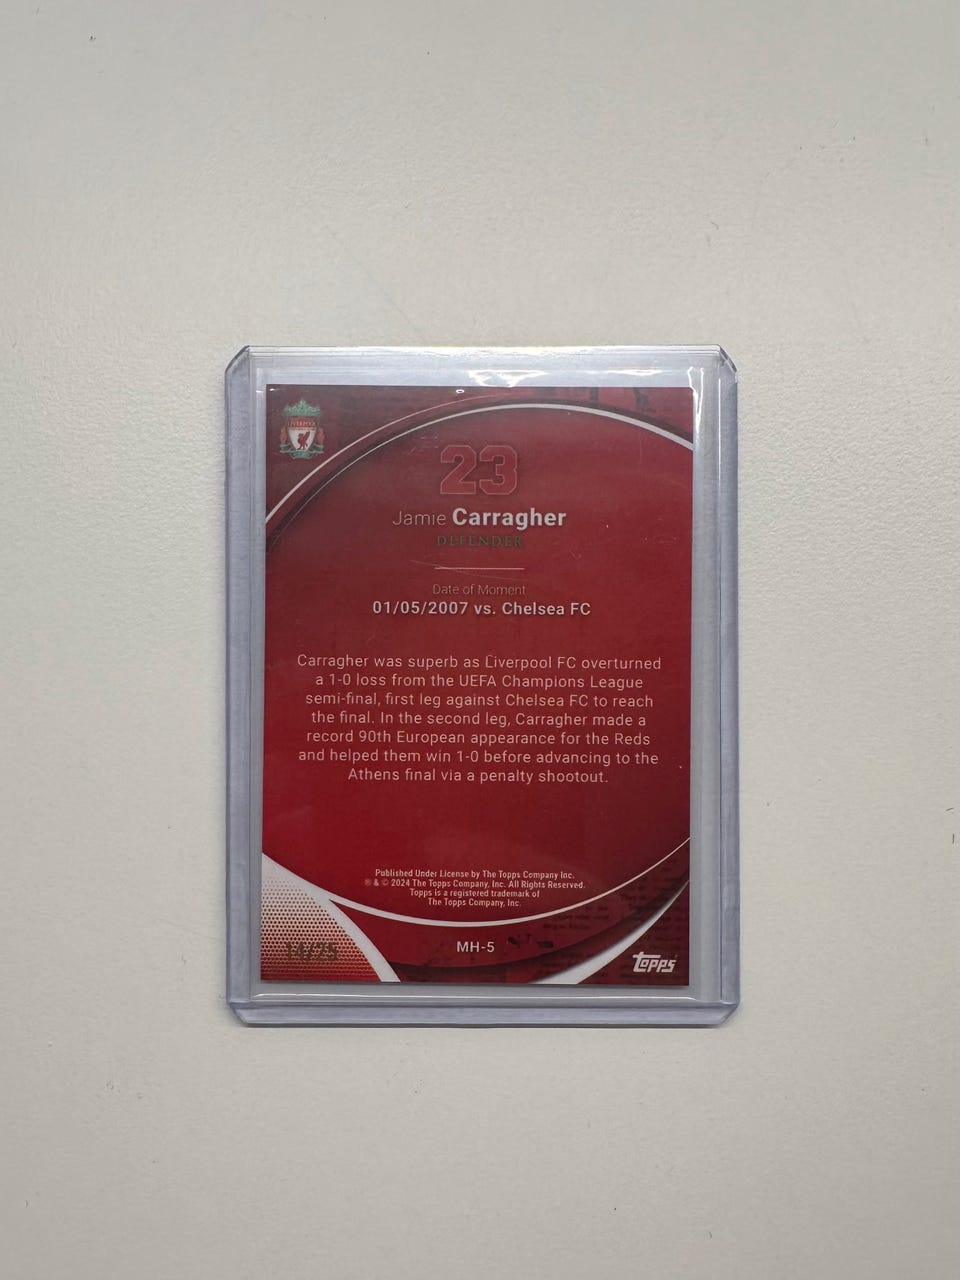 LIVERPOOL
23
Jamie Carragher
DEFENDER
Date of Moment
01/05/2007 vs. Chelsea FC
Carragher was superb as Liverpool FC overturned
a 1-0 loss from the UEFA Champions League
semi-final, first leg against Chelsea FC to reach
the final. In the second leg, Carragher made a
record 90th European appearance for the Reds
and helped them win 1-0 before advancing to the
Athens final via a penalty shootout.
Published Under License by The Topps Company Inc.
® & © 2024 The Topps Company, Inc. All Rights Reserved.
Topps is a registered trademark of
The Topps Company, Inc.
MH-5
topps